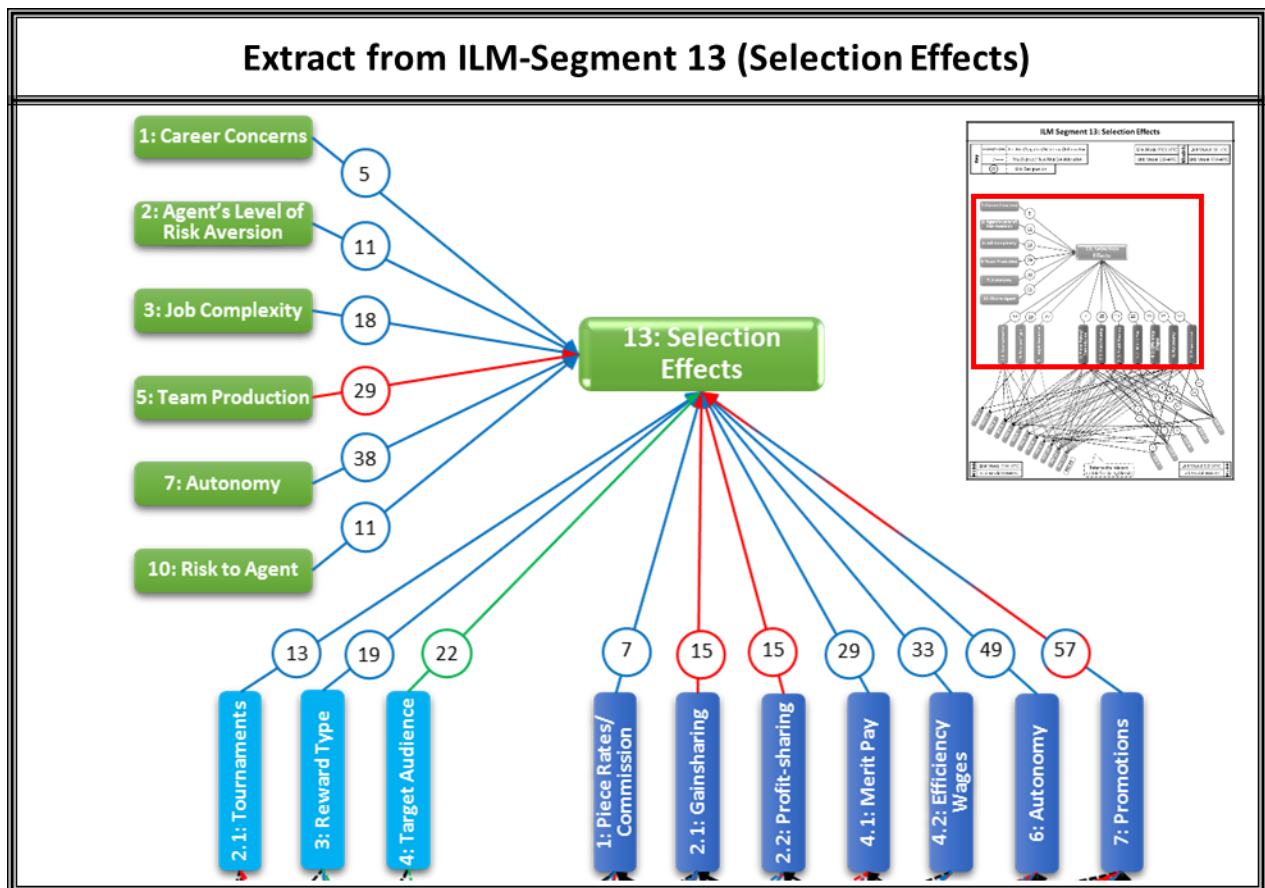 Extract from ILM-Segment 13 (Selection Effects)
1: Career Concerns
5
2: Agent's Level of
Risk Aversion
11
3: Job Complexity
18
5: Team Production
29
7: Autonomy
38
10: Risk to Agent
11
13: Selection
Effects
ILM Segment 13: Selection Effects
13
19
22
7
15
15
29
33
49
57
2.1: Tournaments
3: Reward Type
4: Target Audience
1: Piece Rates/
Commission
2.1: Gainsharing
2.2: Profit-sharing
4.1: Merit Pay
4.2: Efficiency
Wages
6: Autonomy
7: Promotions